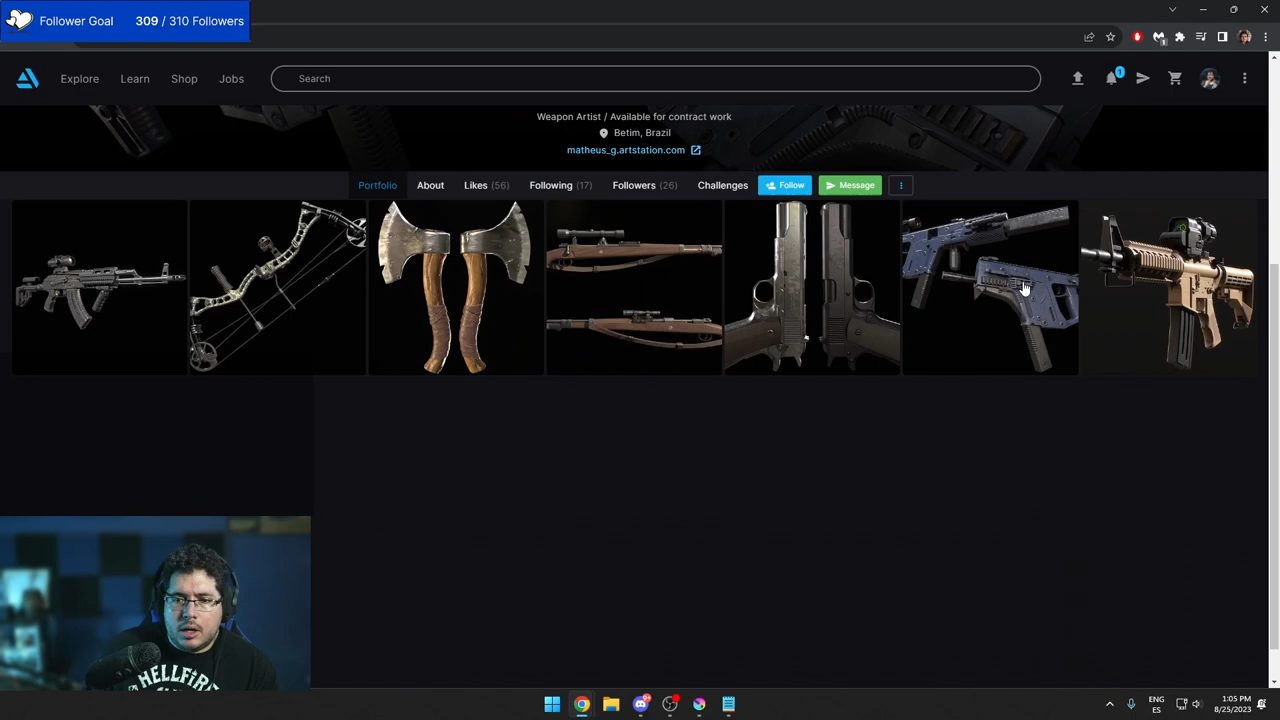 Follower Goal 309 / 310 Followers
Explore Learn Shop Jobs Search 1
Weapon Artist / Available for contract work
Betim, Brazil
matheus_g.artstation.com
Portfolio About Likes (56) Following (17) Followers (26) Challenges Follow Message
HELLFIR
ENG
ES
1:05 PM
8/25/2023